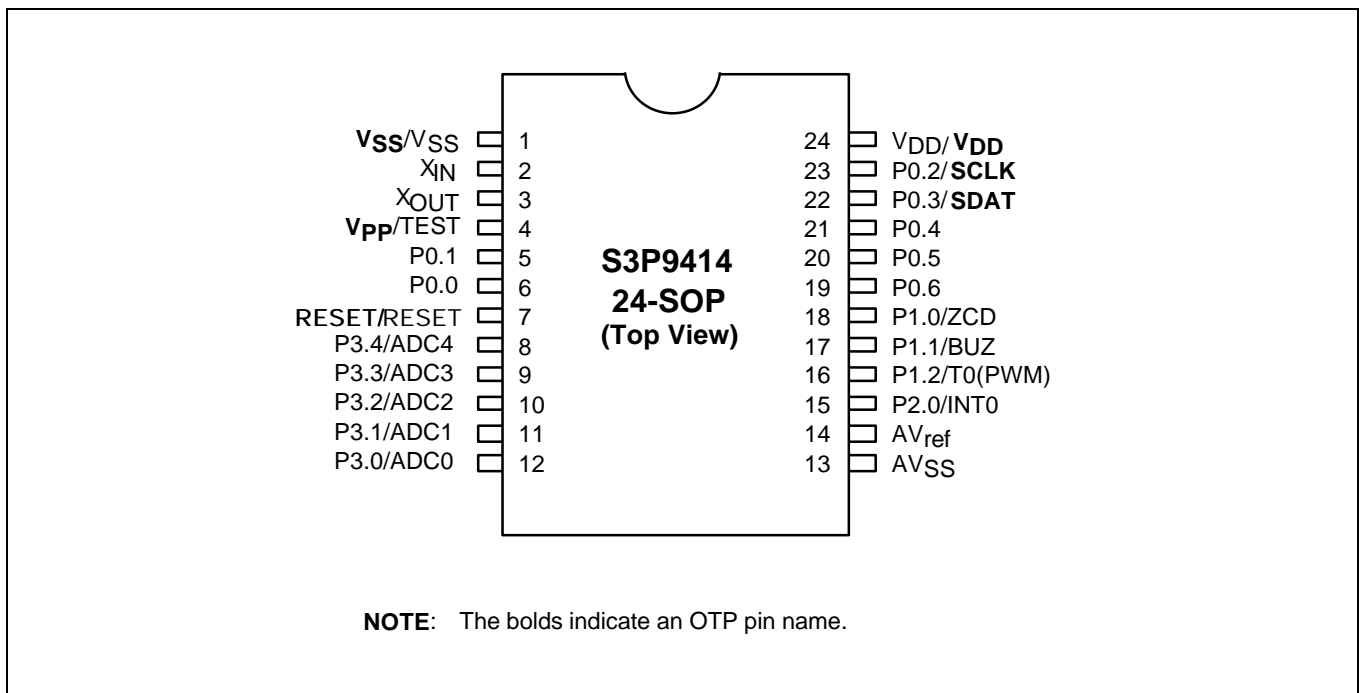 VSS/VSS 1
XIN 2
XOUT 3
VPP/TEST 4
P0.1 5
P0.0 6
RESET/RESET 7
P3.4/ADC4 8
P3.3/ADC3 9
P3.2/ADC2 10
P3.1/ADC1 11
P3.0/ADC0 12
S3P9414
24-SOP
(Top View)
24 VDD/VDD
23 P0.2/SCLK
22 P0.3/SDAT
21 P0.4
20 P0.5
19 P0.6
18 P1.0/ZCD
17 P1.1/BUZ
16 P1.2/T0(PWM)
15 P2.0/INT0
14 AVref
13 AVSS
NOTE: The bolds indicate an OTP pin name.